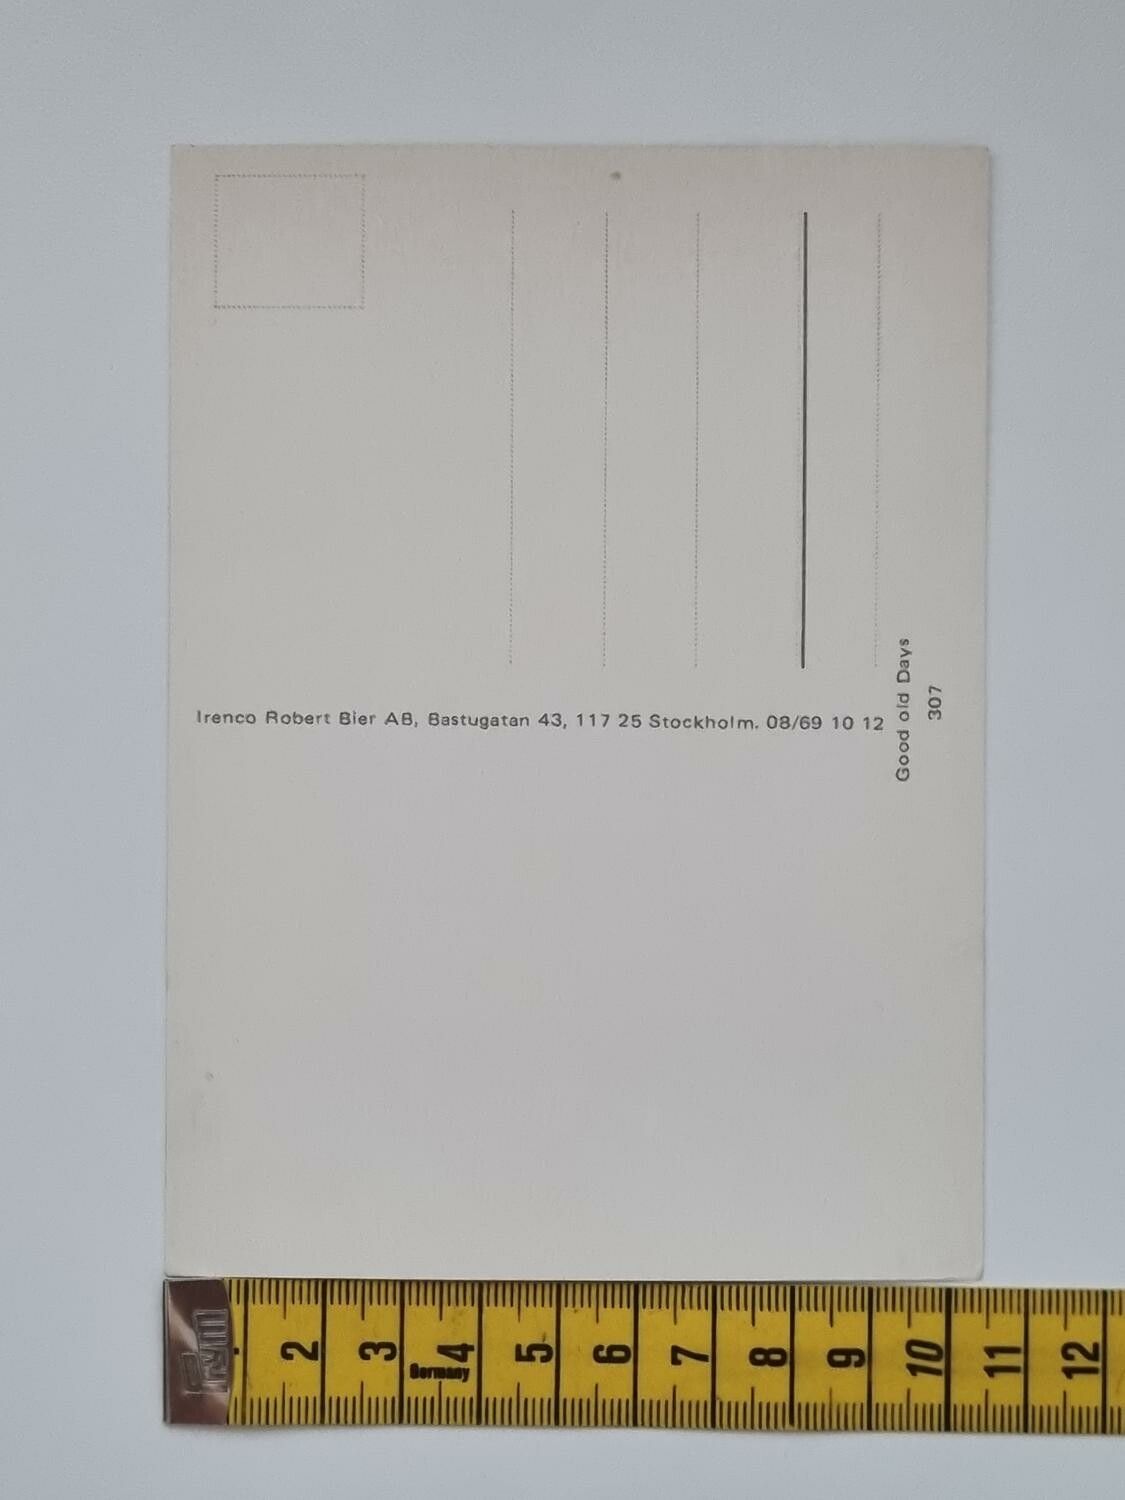 Irenco Robert Bier AB, Bastugatan 43, 117 25 Stockholm. 08/69 10 12
Good old Days
307
2 3 4 5 6 7 8 9 10 11 12
Germany